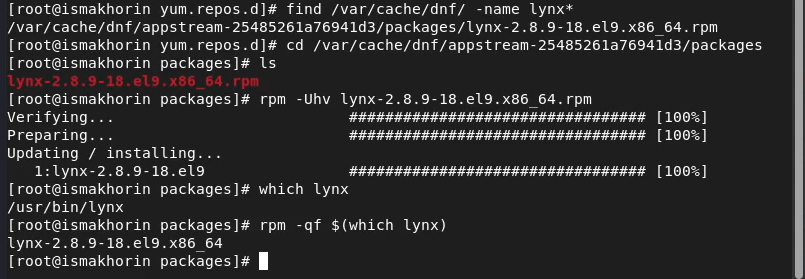 [root@ismakhorin yum.repos.d]# find /var/cache/dnf/ -name lynx*
/var/cache/dnf/appstream-25485261a76941d3/packages/lynx-2.8.9-18.el9.x86_64.rpm
[root@ismakhorin yum.repos.d]# cd /var/cache/dnf/appstream-25485261a76941d3/packages
[root@ismakhorin packages]# ls
lynx-2.8.9-18.el9.x86_64.rpm
[root@ismakhorin packages]# rpm -Uhv lynx-2.8.9-18.el9.x86_64.rpm
Verifying... ################################# [100%]
Preparing... ################################# [100%]
Updating / installing...
1:lynx-2.8.9-18.el9 ################################# [100%]
[root@ismakhorin packages]# which lynx
/usr/bin/lynx
[root@ismakhorin packages]# rpm -qf $(which lynx)
lynx-2.8.9-18.el9.x86_64
[root@ismakhorin packages]#